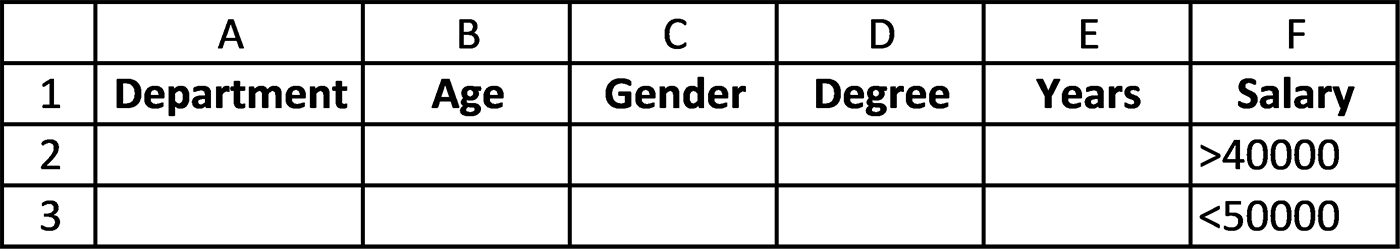 A B C D E F
1 Department Age Gender Degree Years Salary
2 >40000
3 <50000